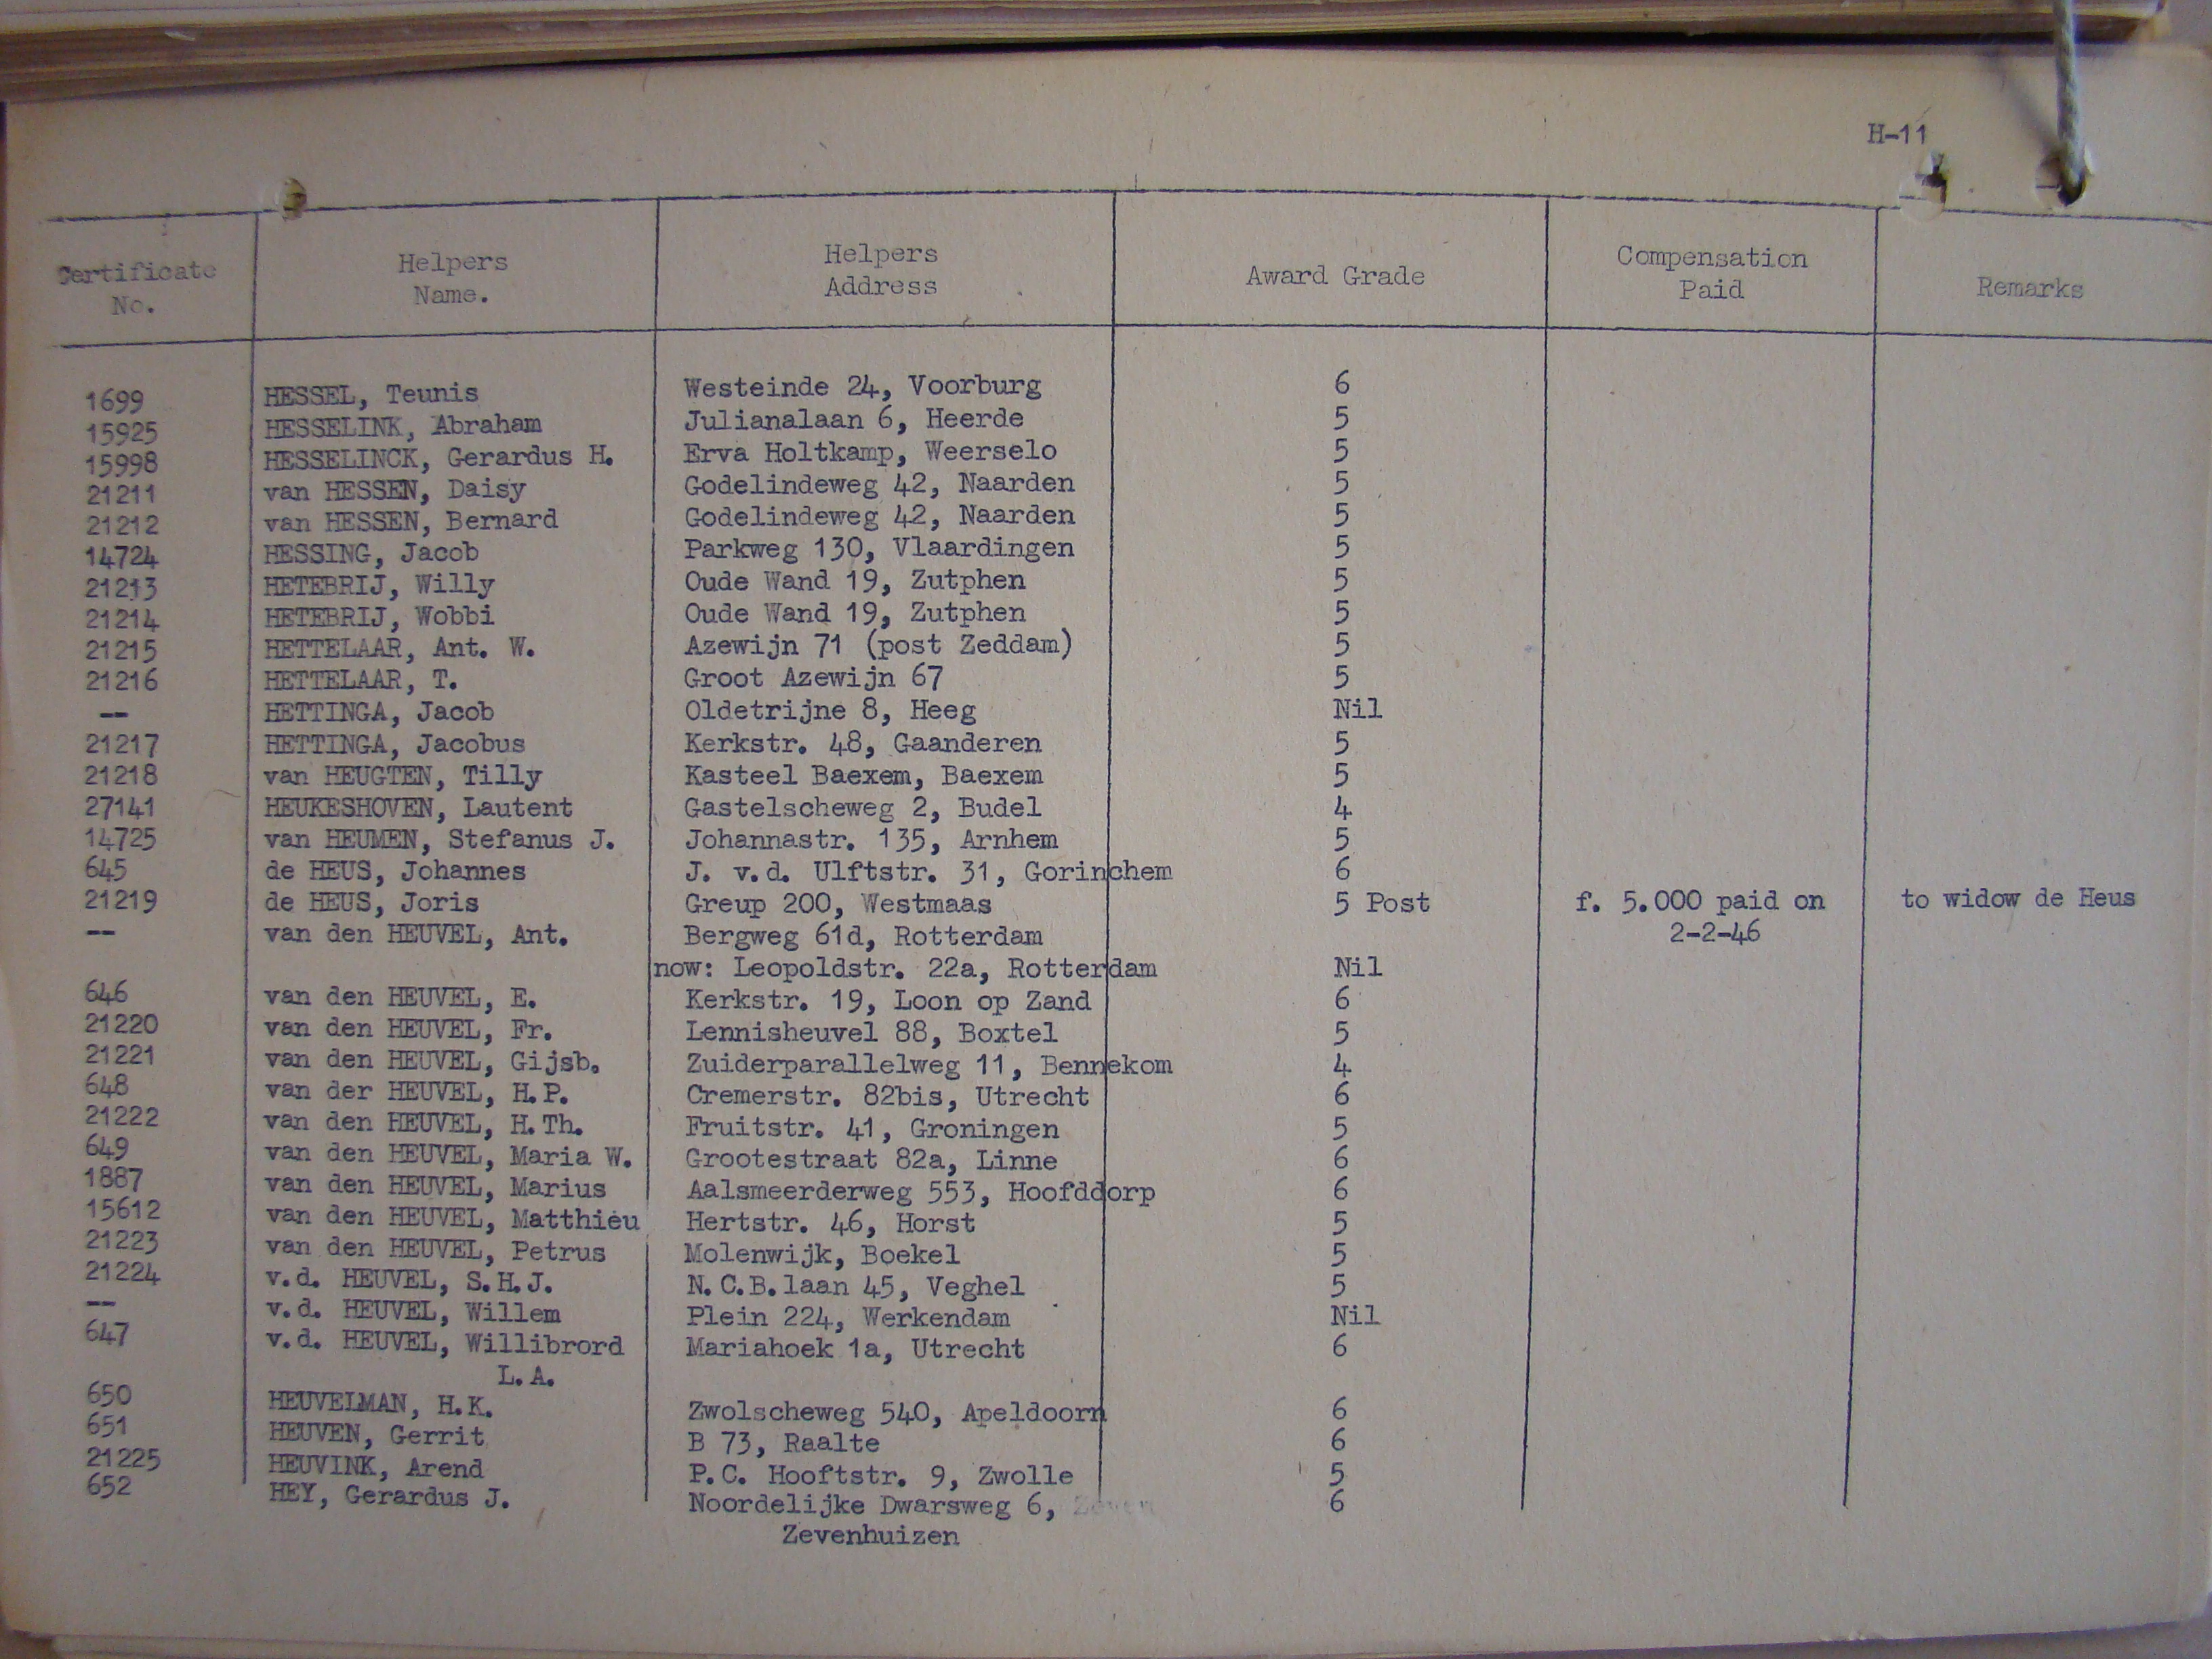 H-11
Certificate No. Helpers Name. Helpers Address Award Grade Compensation Paid Remarks
1699 HESSEL, Teunis Westeinde 24, Voorburg 6
15925 HESSELINK, Abraham Julianalaan 6, Heerde 5
15998 HESSELINCK, Gerardus H. Erva Holtkamp, Weerselo 5
21211 van HESSEN, Daisy Godelindeweg 42, Naarden 5
21212 van HESSEN, Bernard Godelindeweg 42, Naarden 5
14724 HESSING, Jacob Parkweg 130, Vlaardingen 5
21213 HETEBRIJ, Willy Oude Wand 19, Zutphen 5
21214 HETEBRIJ, Wobbi Oude Wand 19, Zutphen 5
21215 HETTELAAR, Ant. W. Azewijn 71 (post Zeddam) 5
21216 HETTELAAR, T. Groot Azewijn 67 5
-- HETTINGA, Jacob Oldetrijne 8, Heeg Nil
21217 HETTINGA, Jacobus Kerkstr. 48, Gaanderen 5
21218 van HEUGTEN, Tilly Kasteel Baexem, Baexem 5
27141 HEUKESHOVEN, Lautent Gastelscheweg 2, Budel 4
14725 van HEUMEN, Stefanus J. Johannastr. 135, Arnhem 5
645 de HEUS, Johannes J. v.d. Ulftstr. 31, Gorinchem 6
21219 de HEUS, Joris Greup 200, Westmaas 5 Post f. 5.000 paid on to widow de Heus
-- van den HEUVEL, Ant. Bergweg 61d, Rotterdam 2-2-46
now: Leopoldstr. 22a, Rotterdam Nil
646 van den HEUVEL, E. Kerkstr. 19, Loon op Zand 6
21220 van den HEUVEL, Fr. Lennisheuvel 88, Boxtel 5
21221 van den HEUVEL, Gijsb. Zuiderparallelweg 11, Bennekom 4
648 van der HEUVEL, H.P. Cremerstr. 82bis, Utrecht 6
21222 van den HEUVEL, H.Th. Fruitstr. 41, Groningen 5
649 van den HEUVEL, Maria W. Grootestraat 82a, Linne 6
1887 van den HEUVEL, Marius Aalsmeerderweg 553, Hoofddorp 6
15612 van den HEUVEL, Matthieu Hertstr. 46, Horst 5
21223 van den HEUVEL, Petrus Molenwijk, Boekel 5
21224 v.d. HEUVEL, S.H.J. N.C.B.laan 45, Veghel 5
-- v.d. HEUVEL, Willem Plein 224, Werkendam Nil
647 v.d. HEUVEL, Willibrord Mariahoek 1a, Utrecht 6
L.A.
650 HEUVELMAN, H.K. Zwolscheweg 540, Apeldoorn 6
651 HEUVEN, Gerrit B 73, Raalte 6
21225 HEUVINK, Arend P.C. Hooftstr. 9, Zwolle 5
652 HEY, Gerardus J. Noordelijke Dwarsweg 6, 6
Zevenhuizen